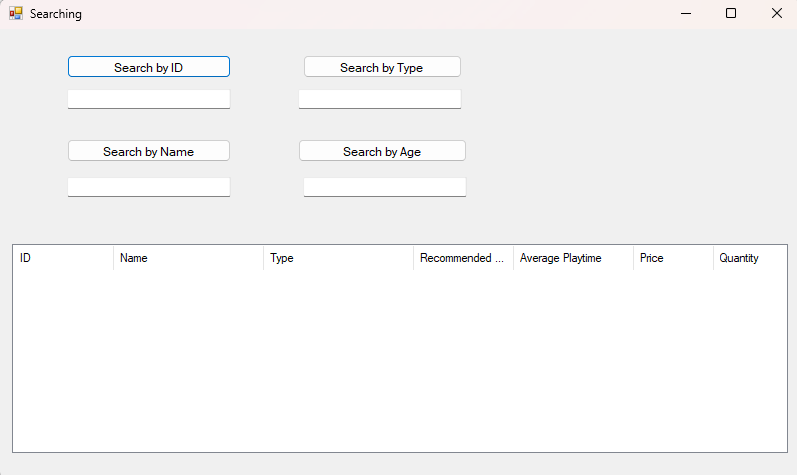 Searching
Search by ID
Search by Type
Search by Name
Search by Age
ID Name Type Recommended ... Average Playtime Price Quantity